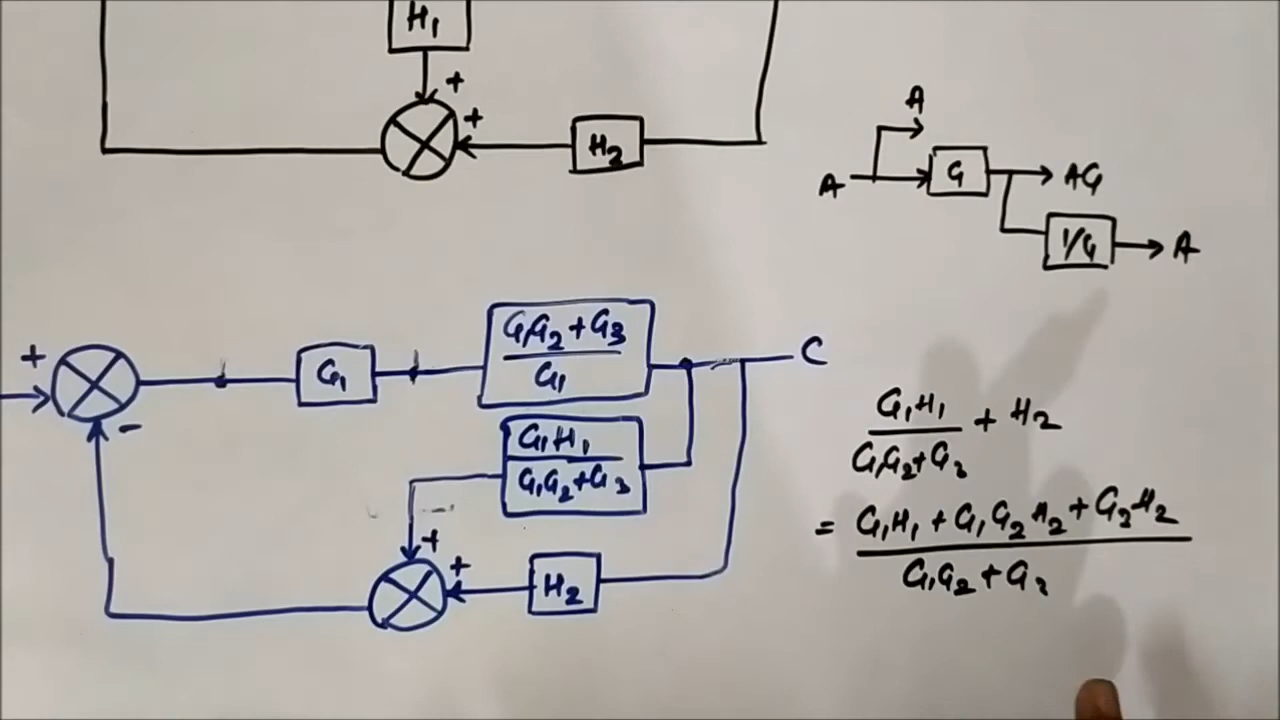 H1
+
+
H2
A
A
G
AG
1/G
A
+
G1
G1G2+G3
G1
C
-
G1H1
G1G2+G3
+
+
H2
G1H1
G1G2+G3
+ H2
= G1H1 + G1G2H2 + G3H2
G1G2 + G3